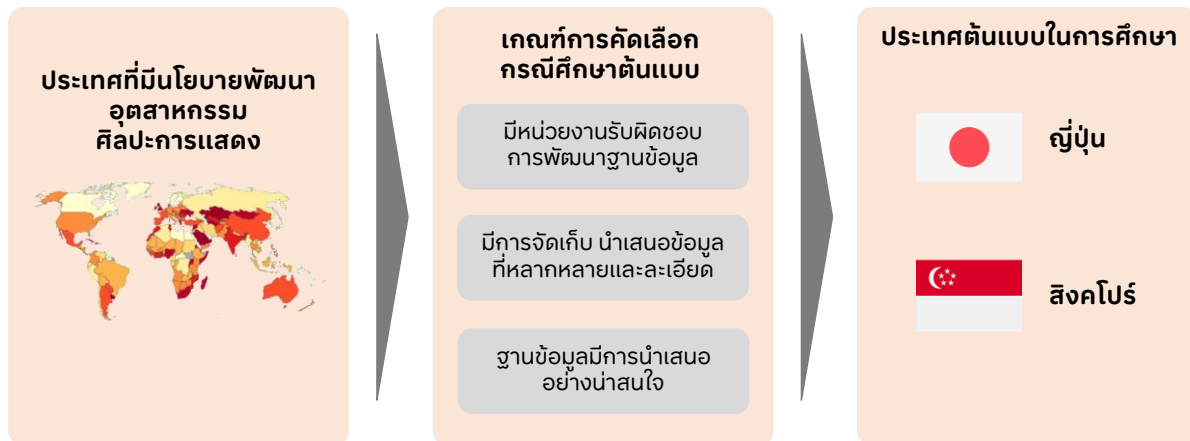 ประเทศที่มีนโยบายพัฒนา
อุตสาหกรรม
ศิลปะการแสดง
เกณฑ์การคัดเลือก
กรณีศึกษาต้นแบบ
มีหน่วยงานรับผิดชอบ
การพัฒนาฐานข้อมูล
มีการจัดเก็บ นำเสนอข้อมูล
ที่หลากหลายและละเอียด
ฐานข้อมูลมีการนำเสนอ
อย่างน่าสนใจ
ประเทศต้นแบบในการศึกษา
ญี่ปุ่น
สิงคโปร์